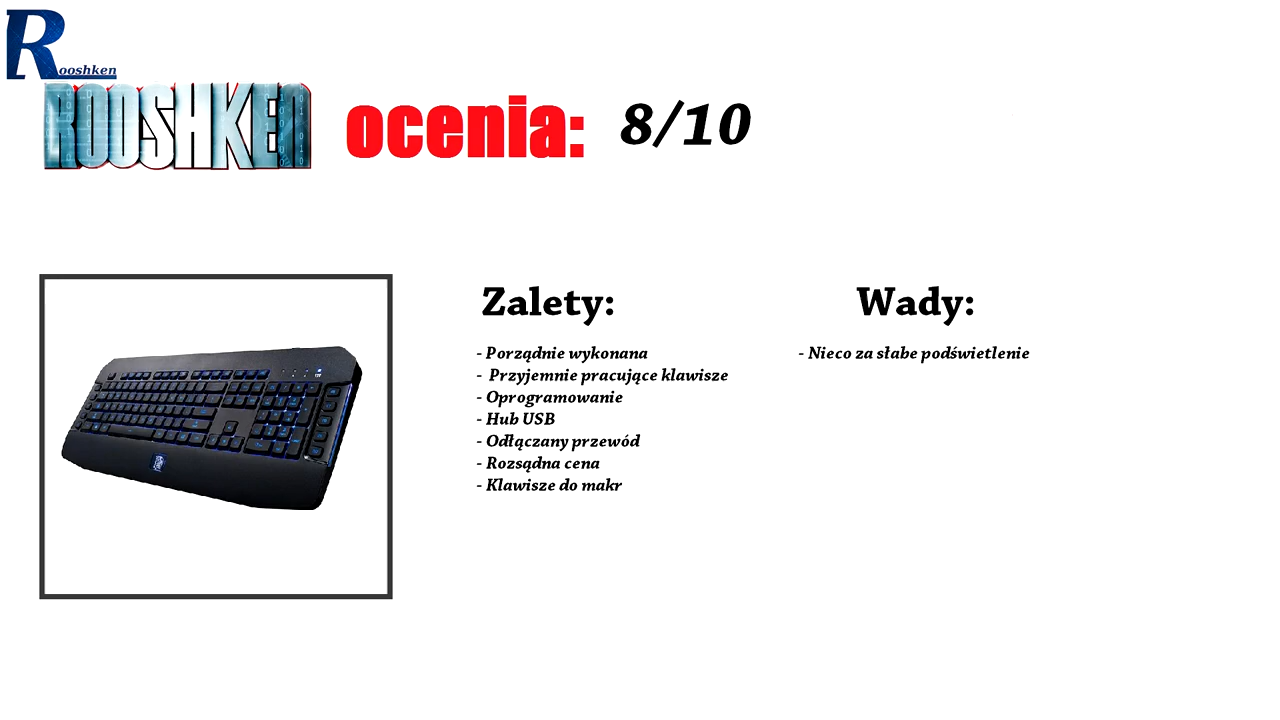 Rooshken
ROOSHKEN ocenia: 8/10
Zalety:
- Porządnie wykonana
- Przyjemnie pracujące klawisze
- Oprogramowanie
- Hub USB
- Odłączany przewód
- Rozsądna cena
- Klawisze do makr
Wady:
- Nieco za słabe podświetlenie